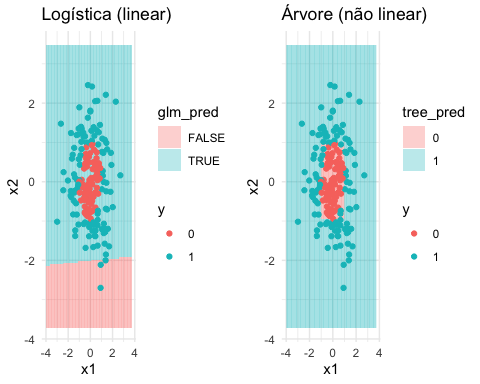 Logística (linear)
x2
2
0
-2
-4
-4 -2 0 2 4
x1
glm_pred
FALSE
TRUE
y
0
1
Árvore (não linear)
x2
2
0
-2
-4
-4 -2 0 2 4
x1
tree_pred
0
1
y
0
1